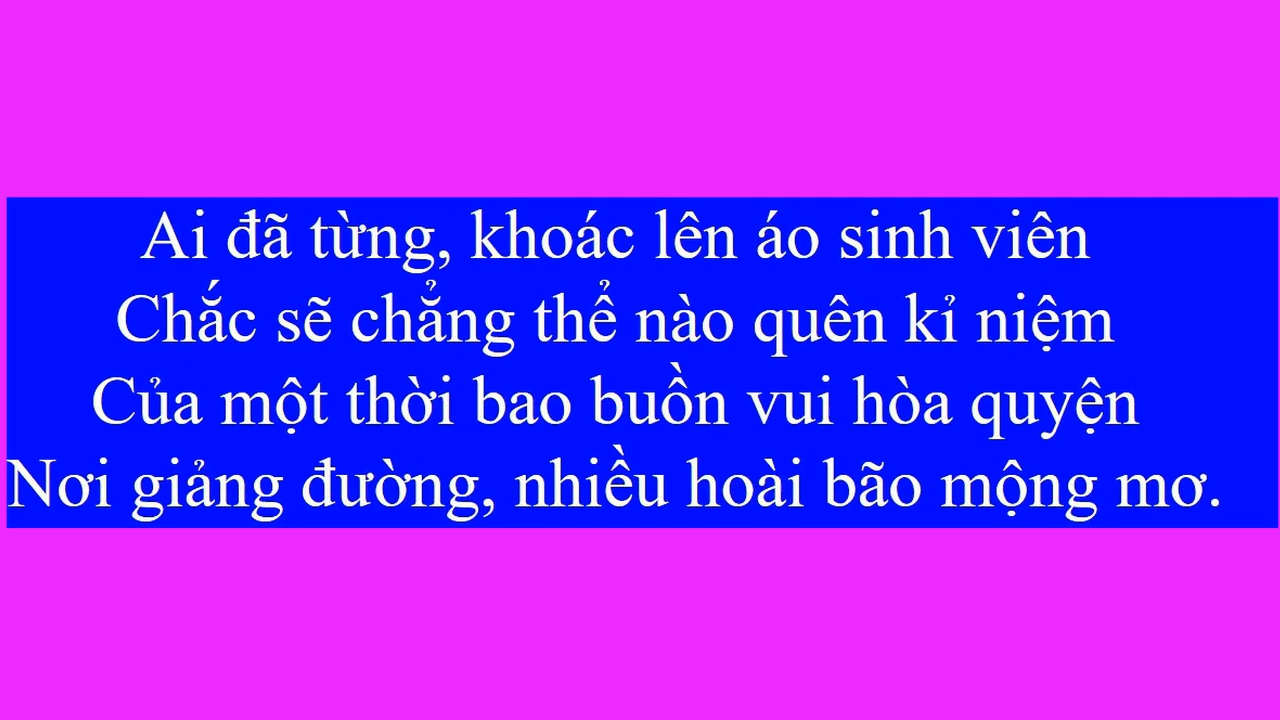 Ai đã từng, khoác lên áo sinh viên
Chắc sẽ chẳng thể nào quên kỉ niệm
Của một thời bao buồn vui hòa quyện
Nơi giảng đường, nhiều hoài bão mộng mơ.